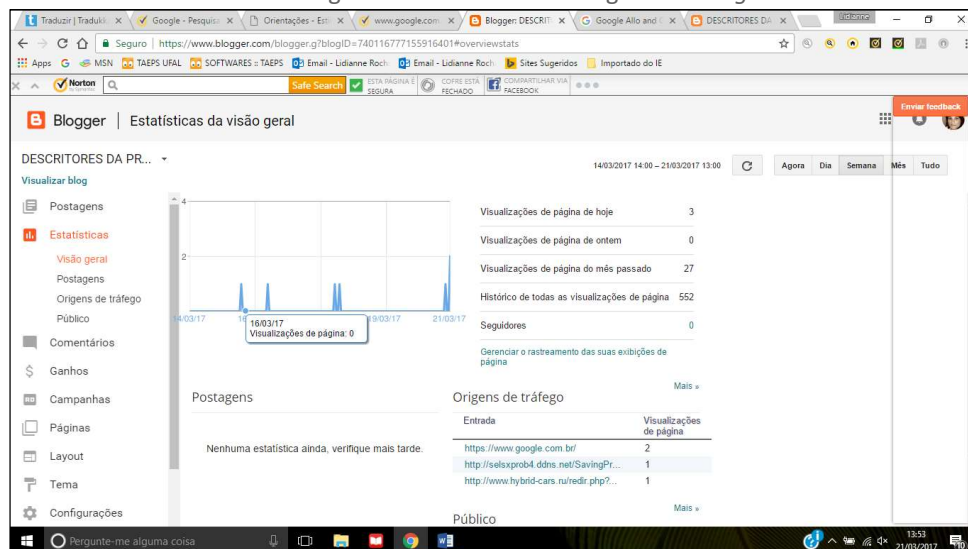 Traduzir | Traduki
Google - Pesquisa
Orientações - Est
www.google.com
Blogger: DESCRIT
Google Allo and
DESCRITORES DA
Lidianne
Seguro | https://www.blogger.com/blogger.g?blogID=740116777155916401#overviewstats
Apps MSN TAEPS UFAL SOFTWARES :: TAEPS Email - Lidianne Roch Email - Lidianne Roch Sites Sugeridos Importado do IE
Norton Safe Search ESTA PÁGINA É SEGURA COFRE ESTÁ FECHADO COMPARTILHAR VIA FACEBOOK
Enviar feedback
Blogger | Estatísticas da visão geral
DESCRITORES DA PR...
Visualizar blog
14/03/2017 14:00 – 21/03/2017 13:00 Agora Dia Semana Mês Tudo
Postagens
Estatísticas
Visão geral
Postagens
Origens de tráfego
Público
Comentários
Ganhos
Campanhas
Páginas
Layout
Tema
Configurações
4
2
14/03/17 19/03/17 21/03/17
16/03/17
Visualizações de página: 0
Visualizações de página de hoje 3
Visualizações de página de ontem 0
Visualizações de página do mês passado 27
Histórico de todas as visualizações de página 552
Seguidores 0
Gerenciar o rastreamento das suas exibições de
página
Mais »
Postagens
Nenhuma estatística ainda, verifique mais tarde.
Origens de tráfego
Entrada Visualizações
de página
https://www.google.com.br/ 2
http://selsxprob4.ddns.net/SavingPr... 1
http://www.hybrid-cars.ru/redir.php?... 1
Mais »
Público
Pergunte-me alguma coisa
13:53
21/03/2017